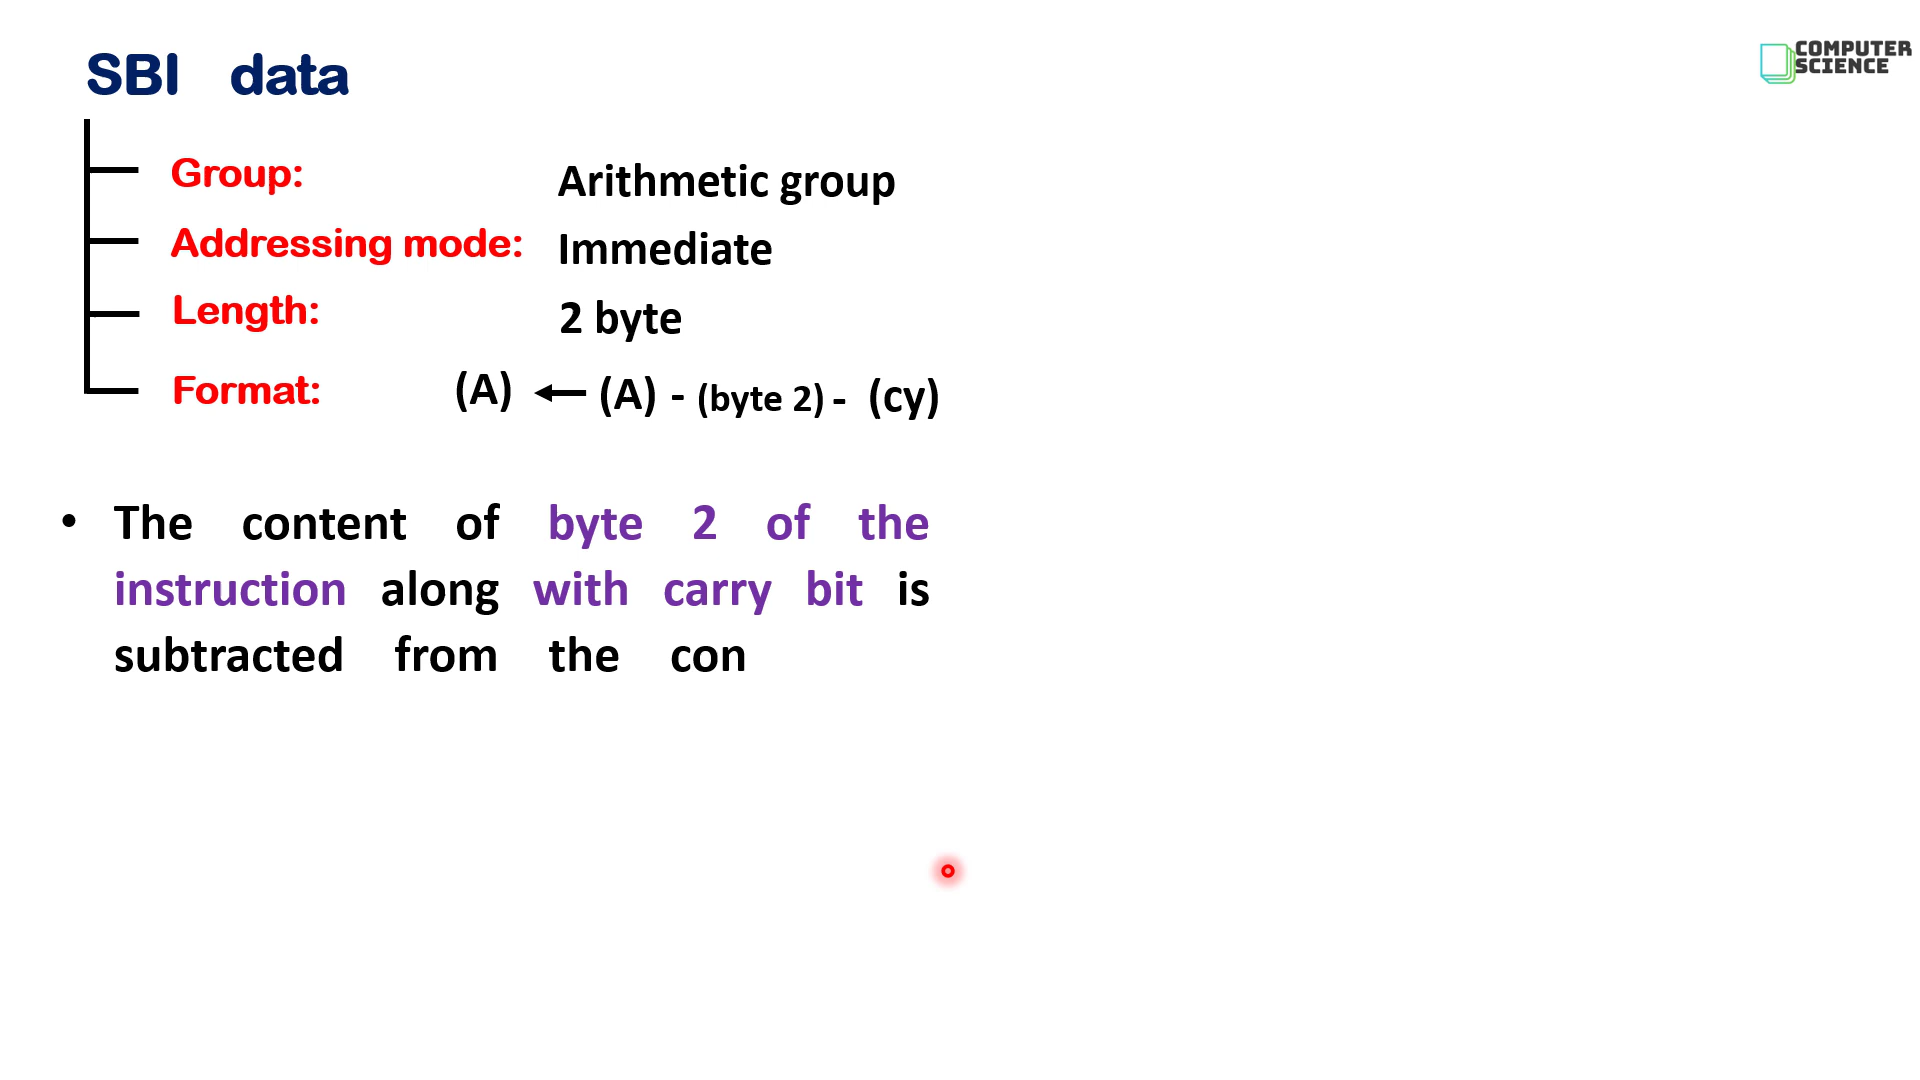 SBI data
COMPUTER
SCIENCE
Group: Arithmetic group
Addressing mode: Immediate
Length: 2 byte
Format: (A) ← (A) - (byte 2) - (cy)
• The content of byte 2 of the
instruction along with carry bit is
subtracted from the con